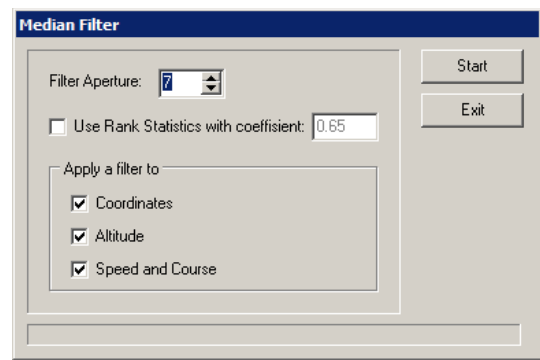 Median Filter
Filter Aperture: 7
Start
Use Rank Statistics with coeffisient: 0.65
Exit
Apply a filter to
Coordinates
Altitude
Speed and Course